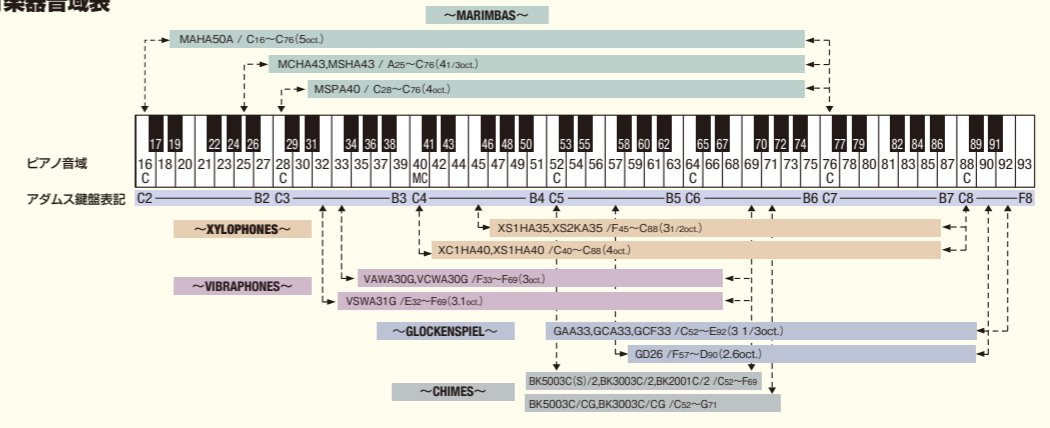 楽器音域表
～MARIMBAS～
MAHA50A / C16～C76(5oct.)
MCHA43,MSHA43 / A25～C76(41/3oct.)
MSPA40 / C28～C76(4oct.)
17 19 22 24 26 29 31 34 36 38 41 43 46 48 50 53 55 58 60 62 65 67 70 72 74 77 79 82 84 86 89 91
ピアノ音域 16 18 20 21 23 25 27 28 30 32 33 35 37 39 40 42 44 45 47 49 51 52 54 56 57 59 61 63 64 66 68 69 71 73 75 76 78 80 81 83 85 87 88 90 92 93
C C MC C C C C
アダムス鍵盤表記 C2 B2 C3 B3 C4 B4 C5 B5 C6 B6 C7 B7 C8 F8
～XYLOPHONES～
XS1HA35,XS2KA35 /F45～C88(31/2oct.)
XC1HA40,XS1HA40 /C40～C88(4oct.)
～VIBRAPHONES～
VAWA30G,VCWA30G /F33～F69(3oct.)
VSWA31G /E32～F69(3.1oct.)
～GLOCKENSPIEL～
GAA33,GCA33,GCF33 /C52～E92(3 1/3oct.)
GD26 /F57～D90(2.6oct.)
～CHIMES～
BK5003C(S)/2,BK3003C/2,BK2001C/2 /C52～F69
BK5003C/CG,BK3003C/CG /C52～G71